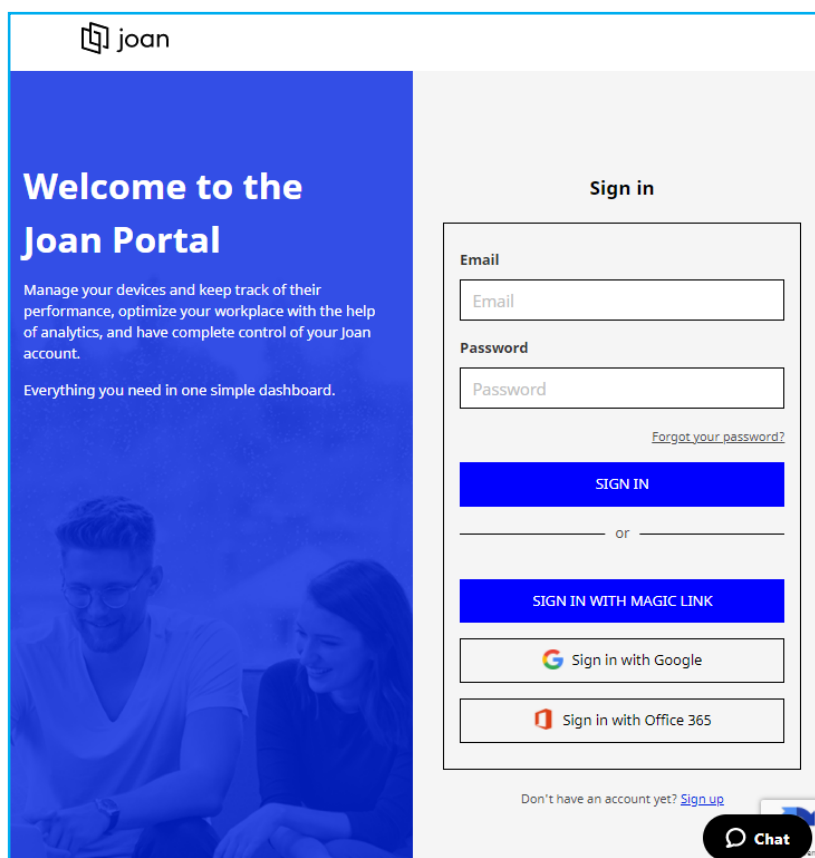 joan
Welcome to the
Joan Portal
Manage your devices and keep track of their
performance, optimize your workplace with the help
of analytics, and have complete control of your Joan
account.
Everything you need in one simple dashboard.
Sign in
Email
Email
Password
Password
Forgot your password?
SIGN IN
or
SIGN IN WITH MAGIC LINK
Sign in with Google
Sign in with Office 365
Don't have an account yet? Sign up
Chat